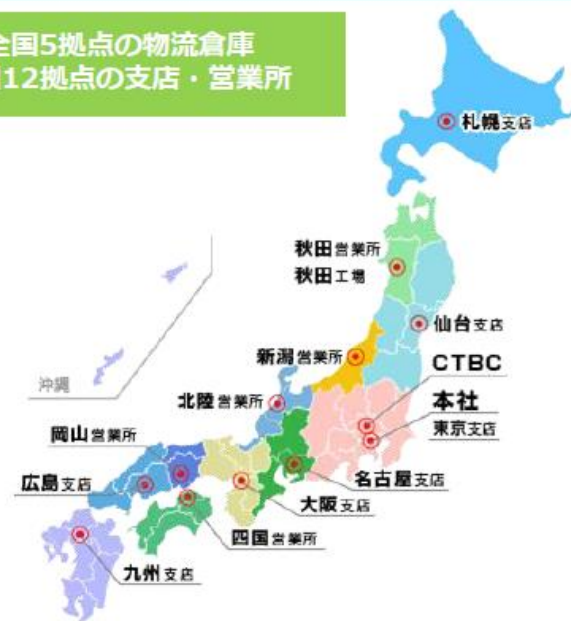 全国5拠点の物流倉庫
12拠点の支店・営業所
札幌支店
秋田営業所
秋田工場
仙台支店
新潟営業所
CTBC
沖縄
北陸営業所
本社
東京支店
岡山営業所
広島支店
名古屋支店
大阪支店
四国営業所
九州支店